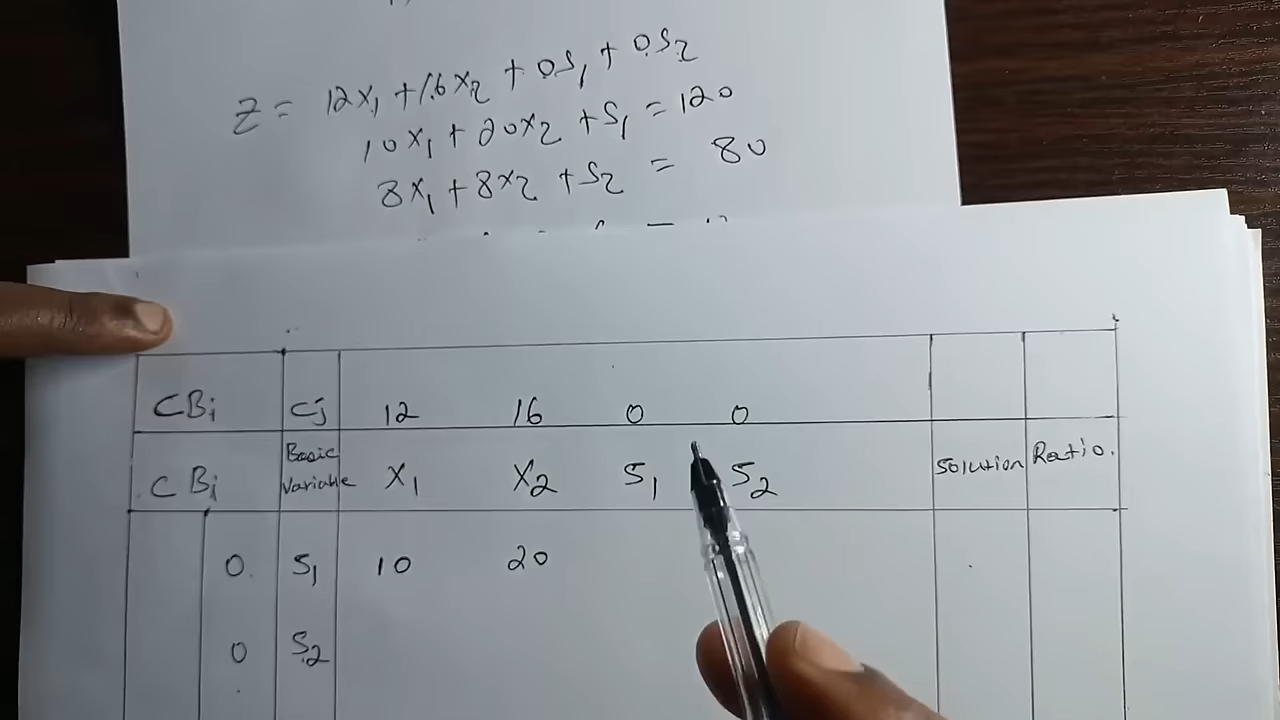 Z = 12x₁ + 16x₂ + 0S₁ + 0S₂
10x₁ + 20x₂ + S₁ = 120
8x₁ + 8x₂ + S₂ = 80
CBi Cj 12 16 0 0
CBi Basic Variable X₁ X₂ S₁ S₂ Solution Ratio.
0. S₁ 10 20
0 S₂